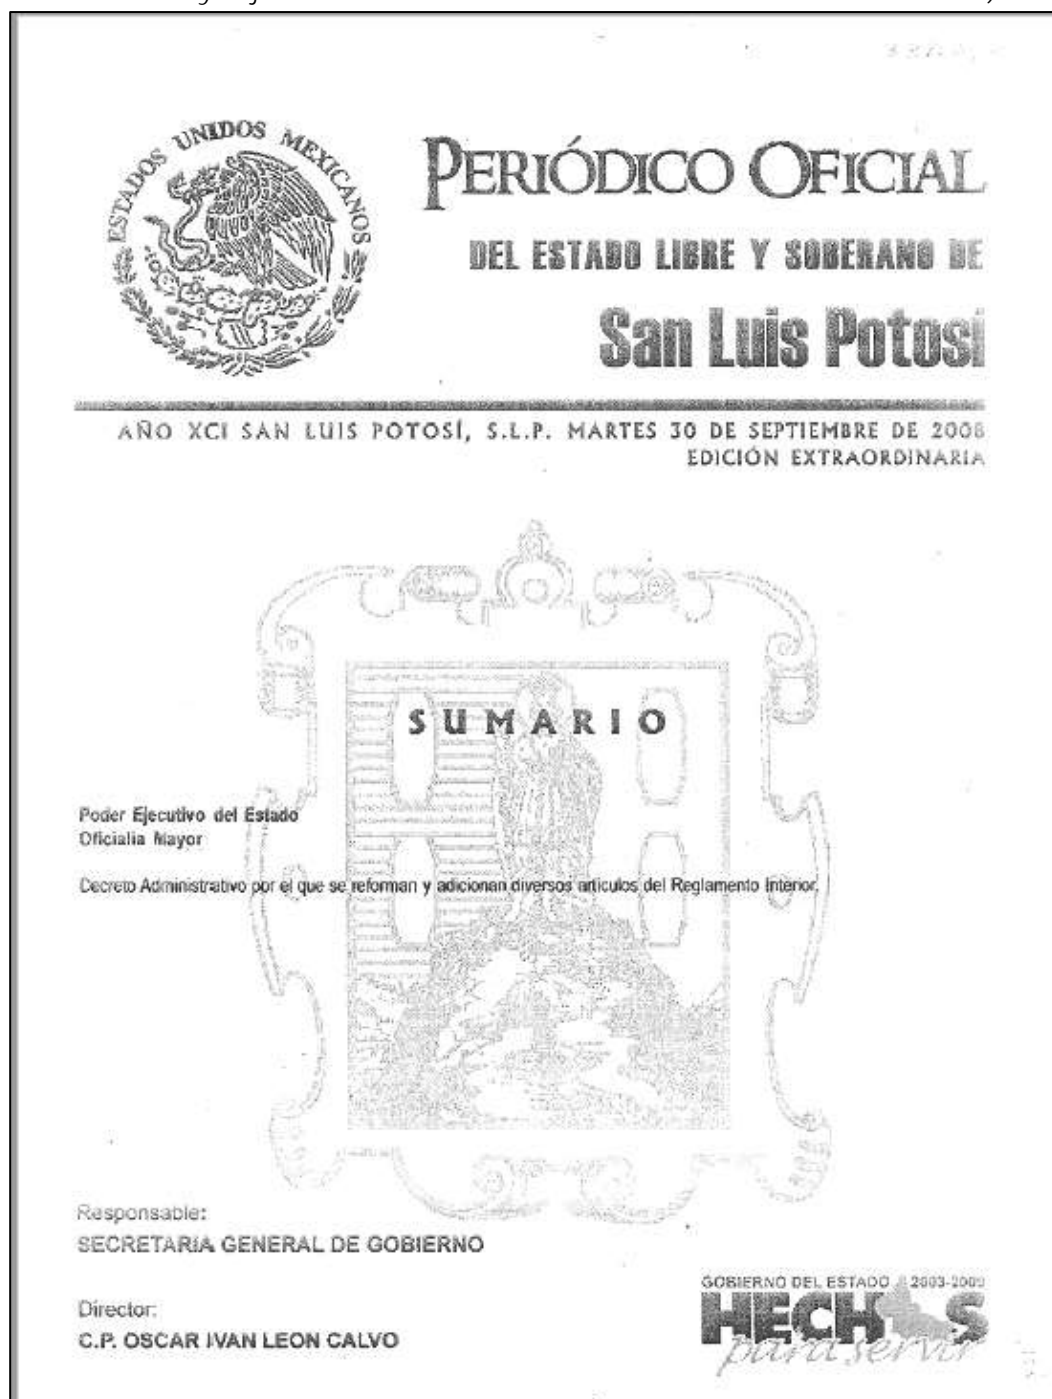 ESTADOS UNIDOS MEXICANOS
PERIÓDICO OFICIAL
DEL ESTADO LIBRE Y SOBERANO DE
San Luis Potosí
AÑO XCI SAN LUIS POTOSÍ, S.L.P. MARTES 30 DE SEPTIEMBRE DE 2008
EDICIÓN EXTRAORDINARIA
SUMARIO
Poder Ejecutivo del Estado
Oficialia Mayor
Decreto Administrativo por el que se reforman y adicionan diversos artículos del Reglamento Interior.
Responsable:
SECRETARIA GENERAL DE GOBIERNO
Director:
C.P. OSCAR IVAN LEON CALVO
GOBIERNO DEL ESTADO 2003-2009
HECHOS
para servir